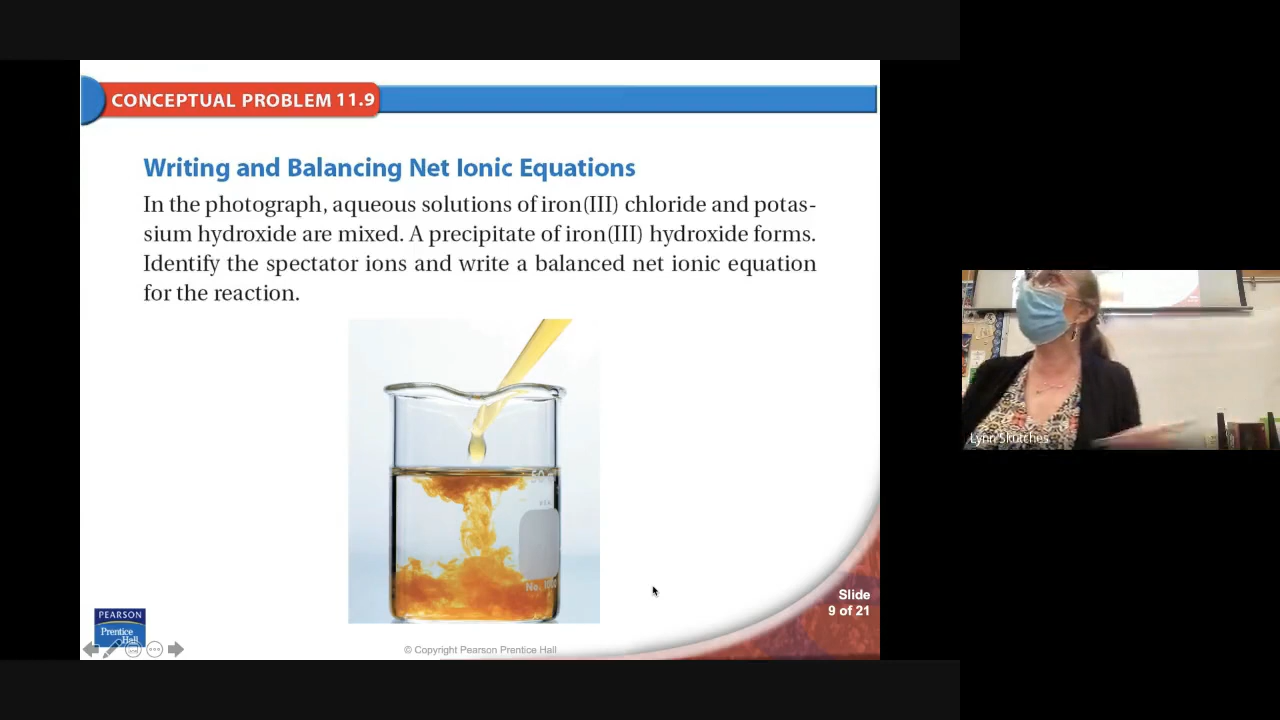 CONCEPTUAL PROBLEM 11.9
Writing and Balancing Net Ionic Equations
In the photograph, aqueous solutions of iron(III) chloride and potas-
sium hydroxide are mixed. A precipitate of iron(III) hydroxide forms.
Identify the spectator ions and write a balanced net ionic equation
for the reaction.
50
Slide
9 of 21
PEARSON
Prentice
Hall
© Copyright Pearson Prentice Hall
Lynn Skutches